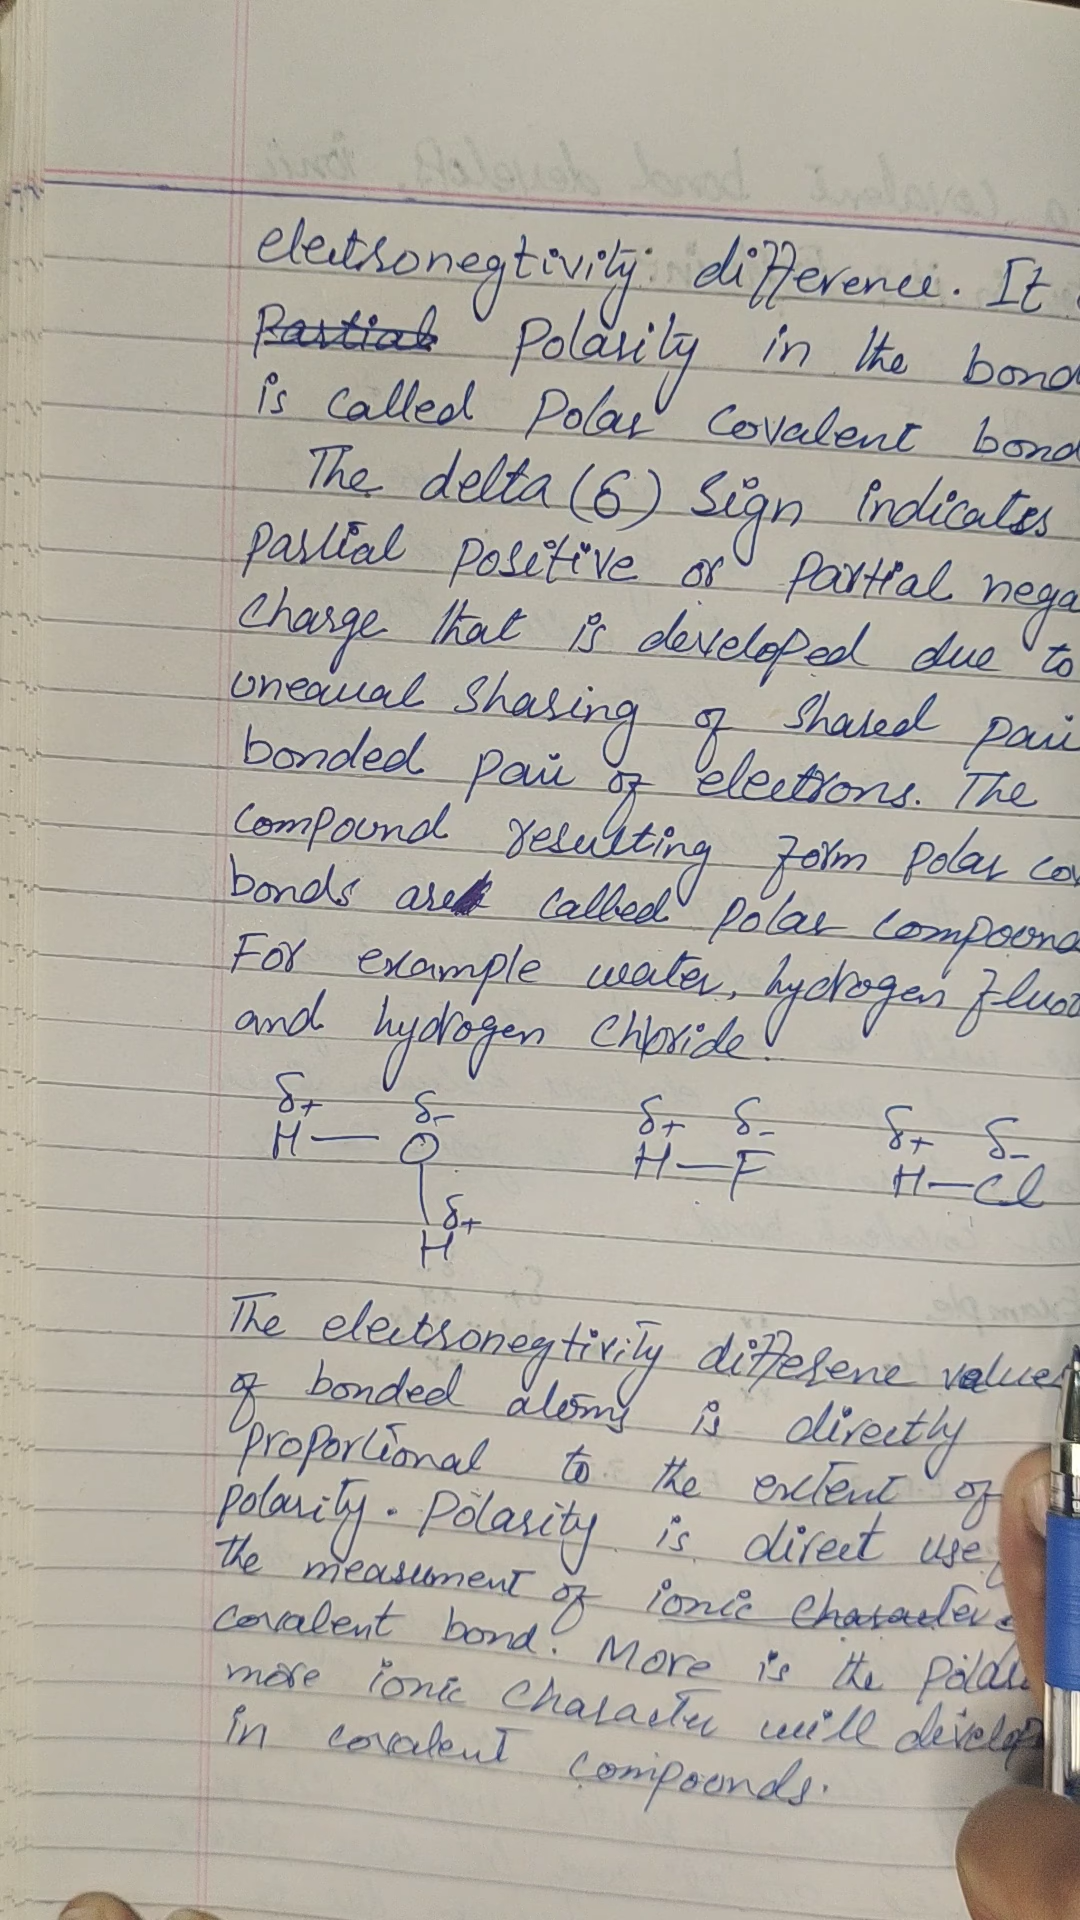 electronegtivity difference. It
Partial Polarity in the bond
is called Polar Covalent bond
The delta (δ) Sign indicates
partial positive or partial nega
charge that is developed due to
unequal Sharing of Shared pair
bonded pair of electrons. The
compound resulting form polar cov
bonds are called polar compound
For example water, hydrogen fluor
and hydrogen Chloride.
δ+ δ- δ+ δ- δ+ δ-
H — O H — F H — Cl
δ+
H
The electronegtivity differene values
of bonded atoms is directly
proportional to the extent of
polarity. Polarity is direct use
the measument of ionic character
covalent bond. More is the polar
more ionic character will develop
in covalent compounds.